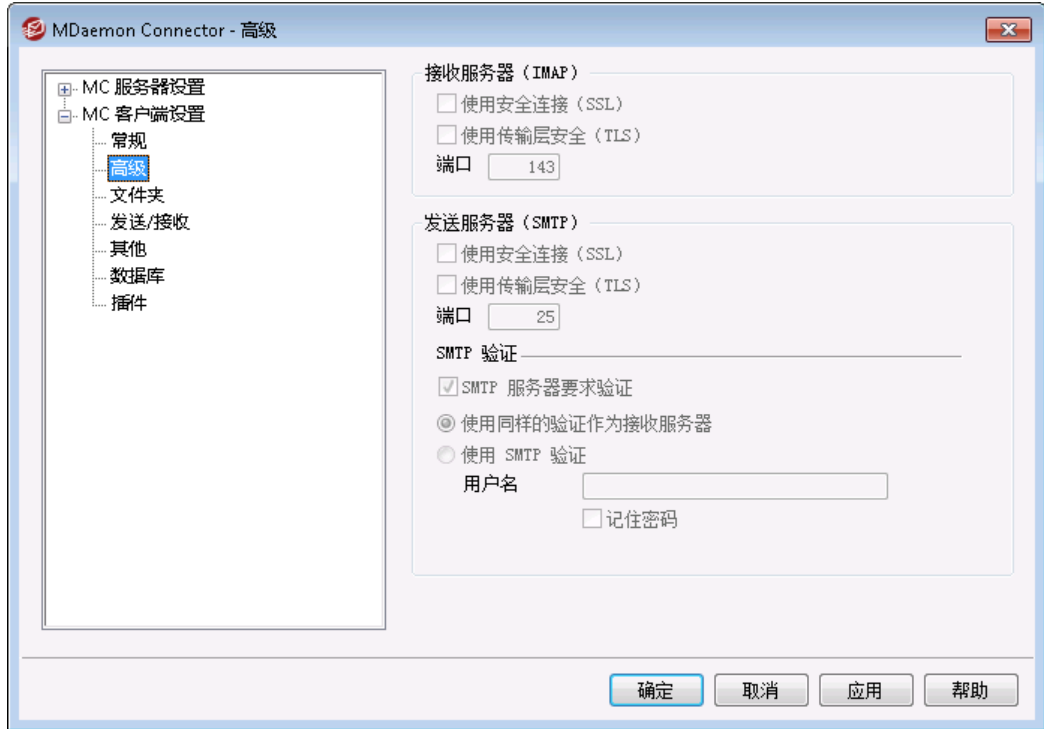 MDaemon Connector - 高级
MC 服务器设置
MC 客户端设置
常规
高级
文件夹
发送/接收
其他
数据库
插件
接收服务器（IMAP）
使用安全连接（SSL）
使用传输层安全（TLS）
端口 143
发送服务器（SMTP）
使用安全连接（SSL）
使用传输层安全（TLS）
端口 25
SMTP 验证
SMTP 服务器要求验证
使用同样的验证作为接收服务器
使用 SMTP 验证
用户名
记住密码
确定 取消 应用 帮助